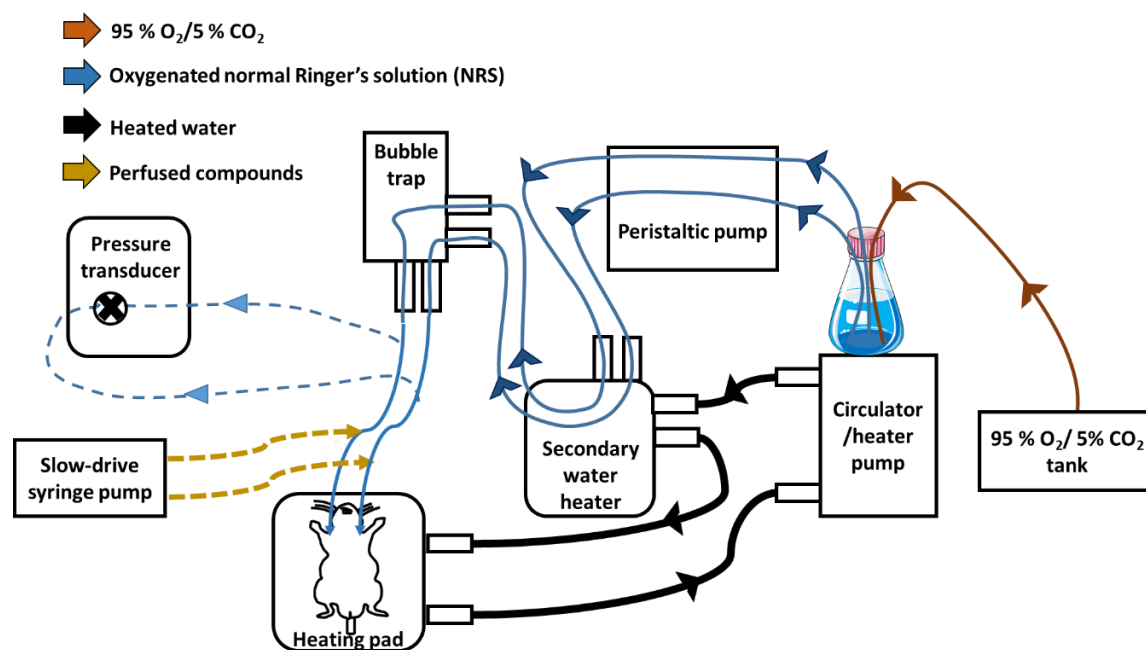 95 % O₂/5 % CO₂
Oxygenated normal Ringer's solution (NRS)
Heated water
Perfused compounds
Bubble
trap
Peristaltic pump
Pressure
transducer
Slow-drive
syringe pump
Secondary
water
heater
Circulator
/heater
pump
95 % O₂/ 5% CO₂
tank
Heating pad